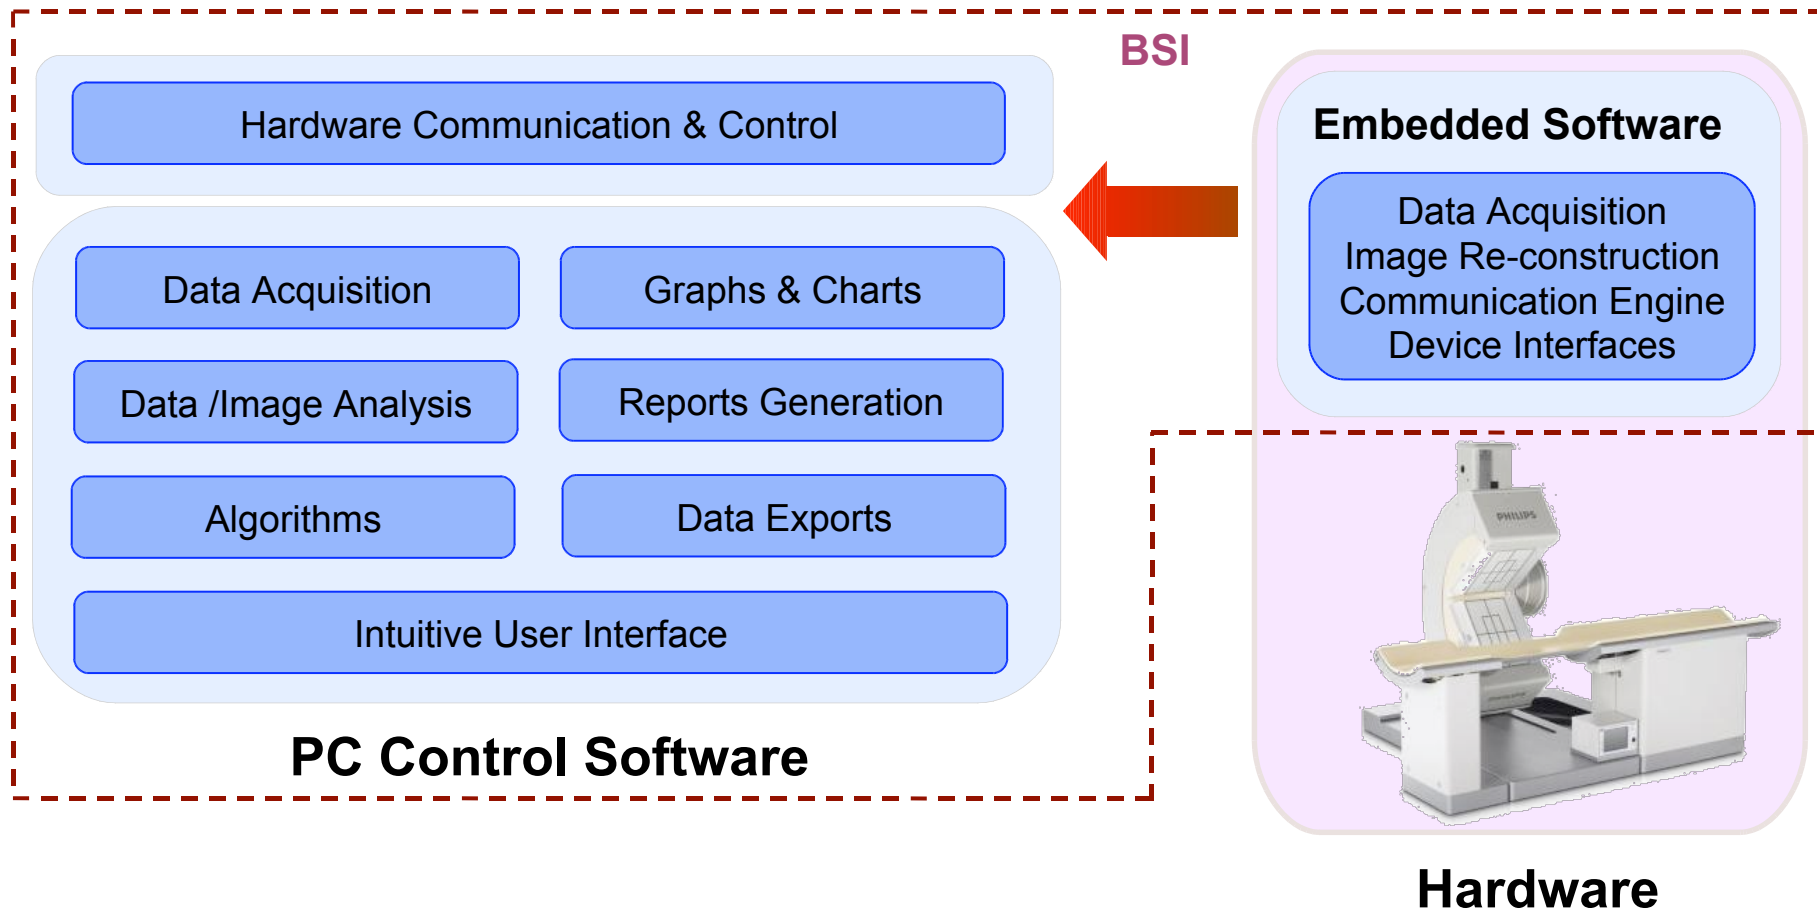 BSI
Hardware Communication & Control
Data Acquisition
Graphs & Charts
Data /Image Analysis
Reports Generation
Algorithms
Data Exports
Intuitive User Interface
PC Control Software
Embedded Software
Data Acquisition
Image Re-construction
Communication Engine
Device Interfaces
PHILIPS
Hardware